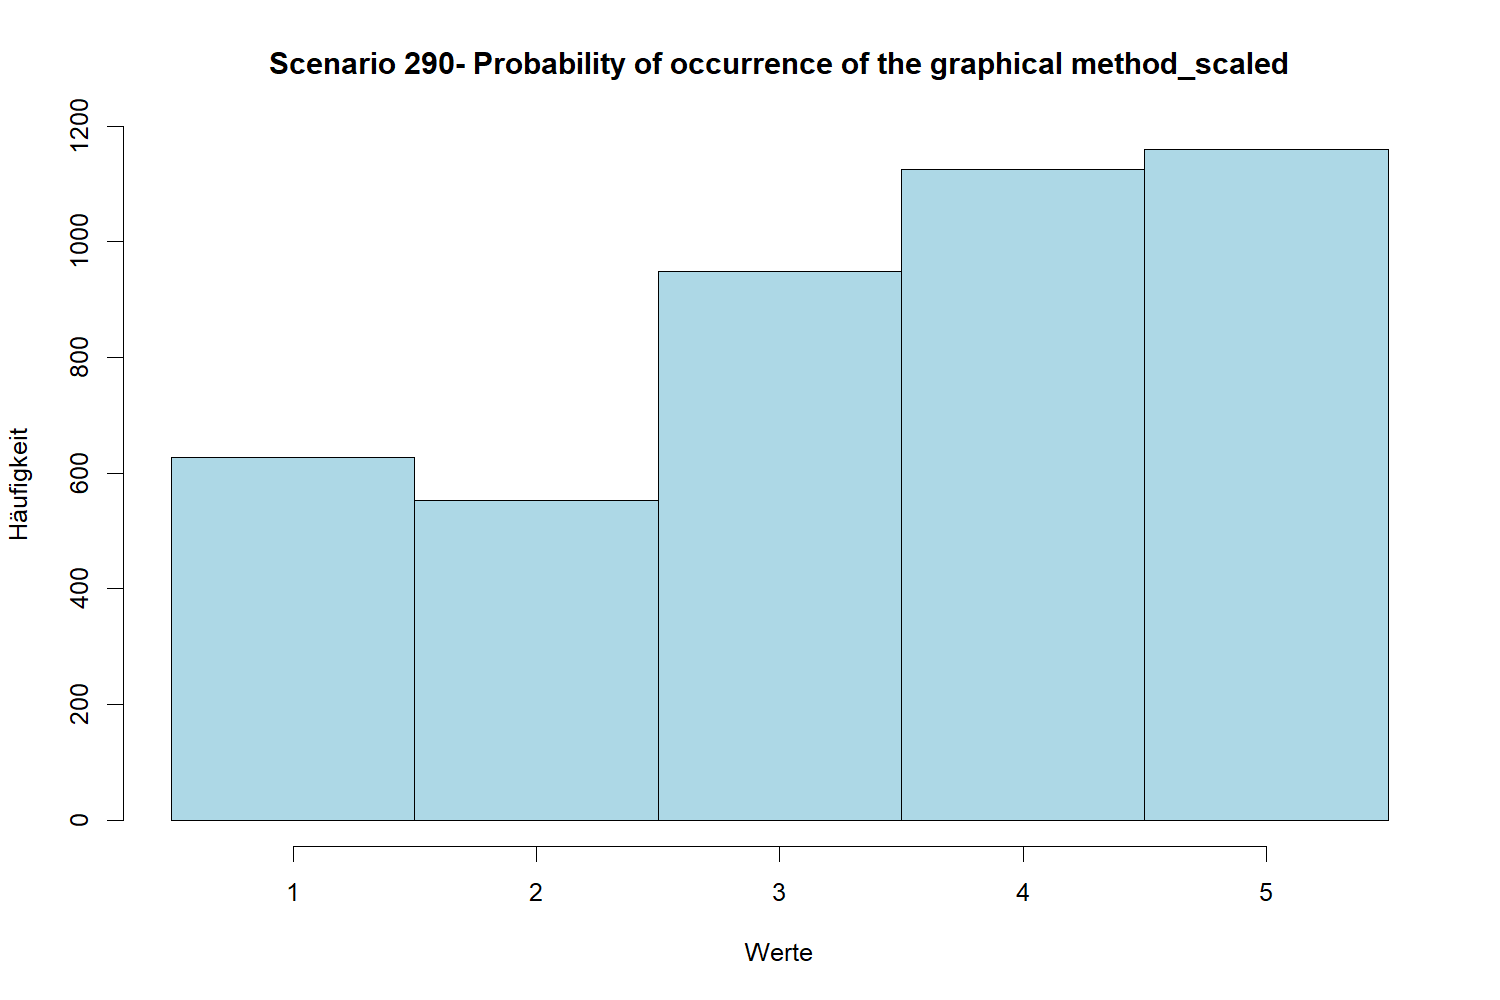 Scenario 290- Probability of occurrence of the graphical method_scaled
1200
1000
800
600
400
200
0
Häufigkeit
1 2 3 4 5
Werte